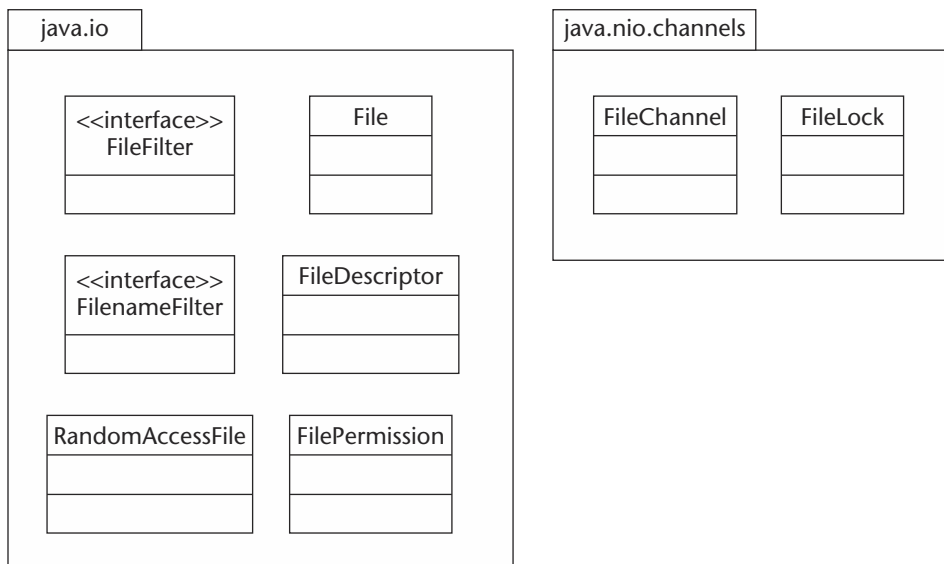 java.io
<<interface>>
FileFilter
File
<<interface>>
FilenameFilter
FileDescriptor
RandomAccessFile
FilePermission
java.nio.channels
FileChannel
FileLock